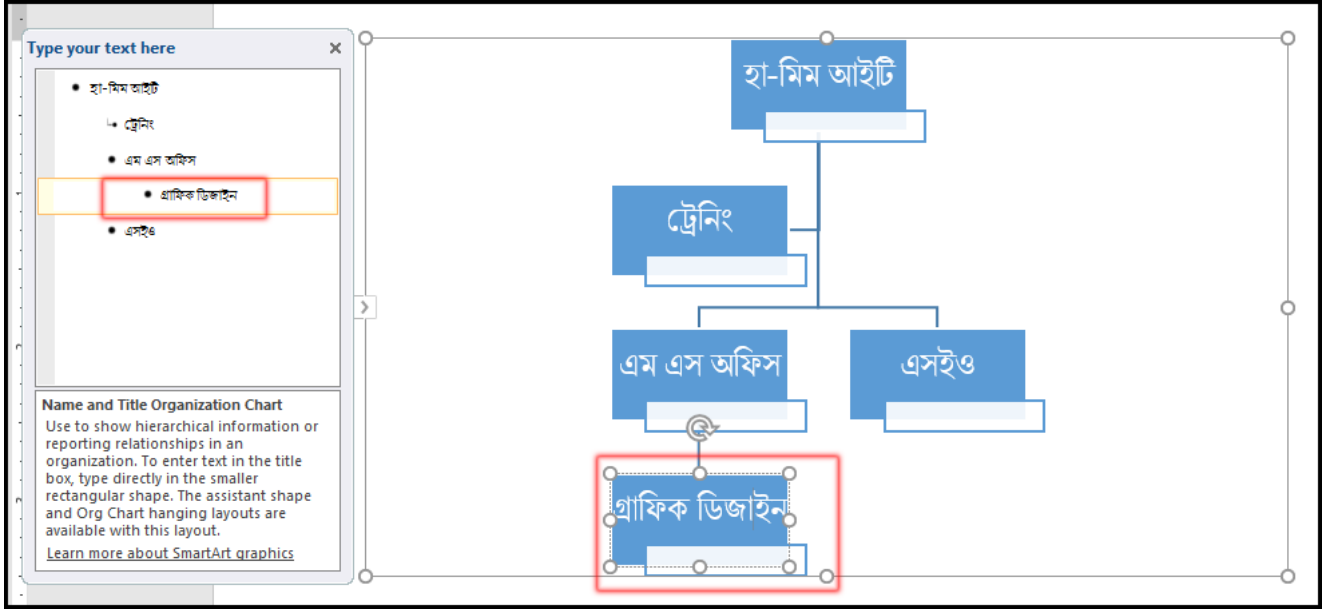 Type your text here
হা-মিম আইটি
ট্রেনিং
এম এস অফিস
গ্রাফিক ডিজাইন
এসইও
Name and Title Organization Chart
Use to show hierarchical information or
reporting relationships in an
organization. To enter text in the title
box, type directly in the smaller
rectangular shape. The assistant shape
and Org Chart hanging layouts are
available with this layout.
Learn more about SmartArt graphics
হা-মিম আইটি
ট্রেনিং
এম এস অফিস
এসইও
গ্রাফিক ডিজাইন